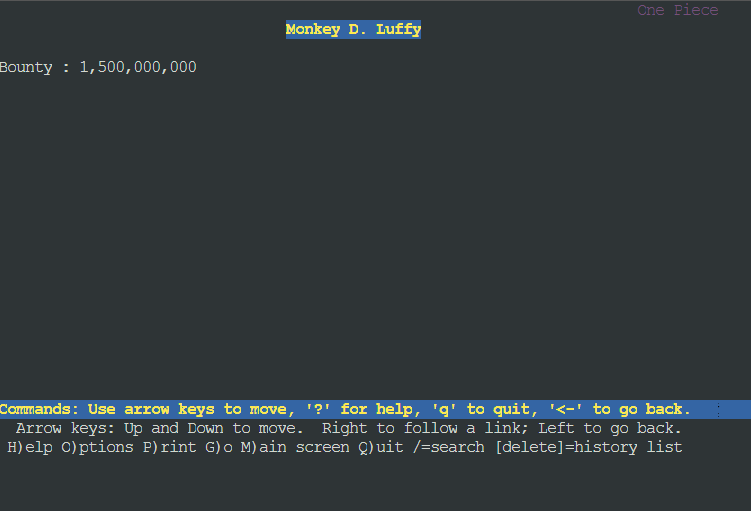 One Piece
Monkey D. Luffy
Bounty : 1,500,000,000
Commands: Use arrow keys to move, '?' for help, 'q' to quit, '<-' to go back.
Arrow keys: Up and Down to move.  Right to follow a link; Left to go back.
H)elp O)ptions P)rint G)o M)ain screen Q)uit /=search [delete]=history list